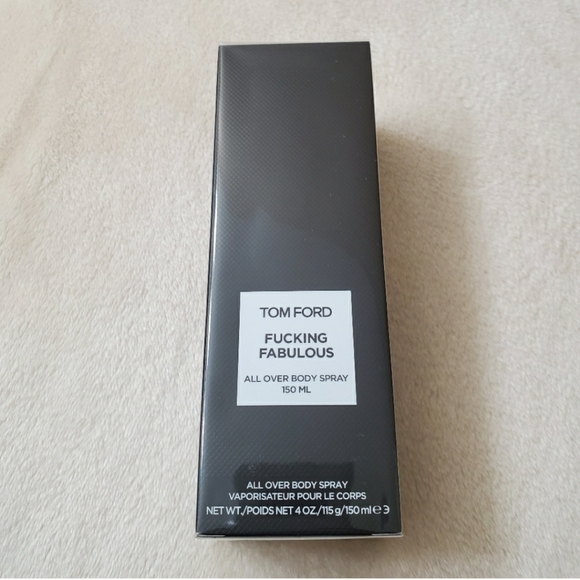 TOM FORD
FUCKING
FABULOUS
ALL OVER BODY SPRAY
150 ML
ALL OVER BODY SPRAY
VAPORISATEUR POUR LE CORPS
NET WT./POIDS NET 4 OZ./115 g/150 ml ℮ 3